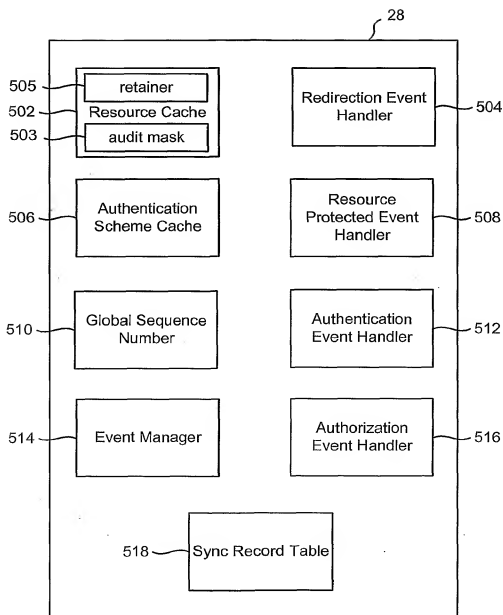 28
505
retainer
502
Resource Cache
503
audit mask
Redirection Event
Handler
504
506
Authentication
Scheme Cache
Resource
Protected Event
Handler
508
510
Global Sequence
Number
Authentication
Event Handler
512
514
Event Manager
Authorization
Event Handler
516
518
Sync Record Table